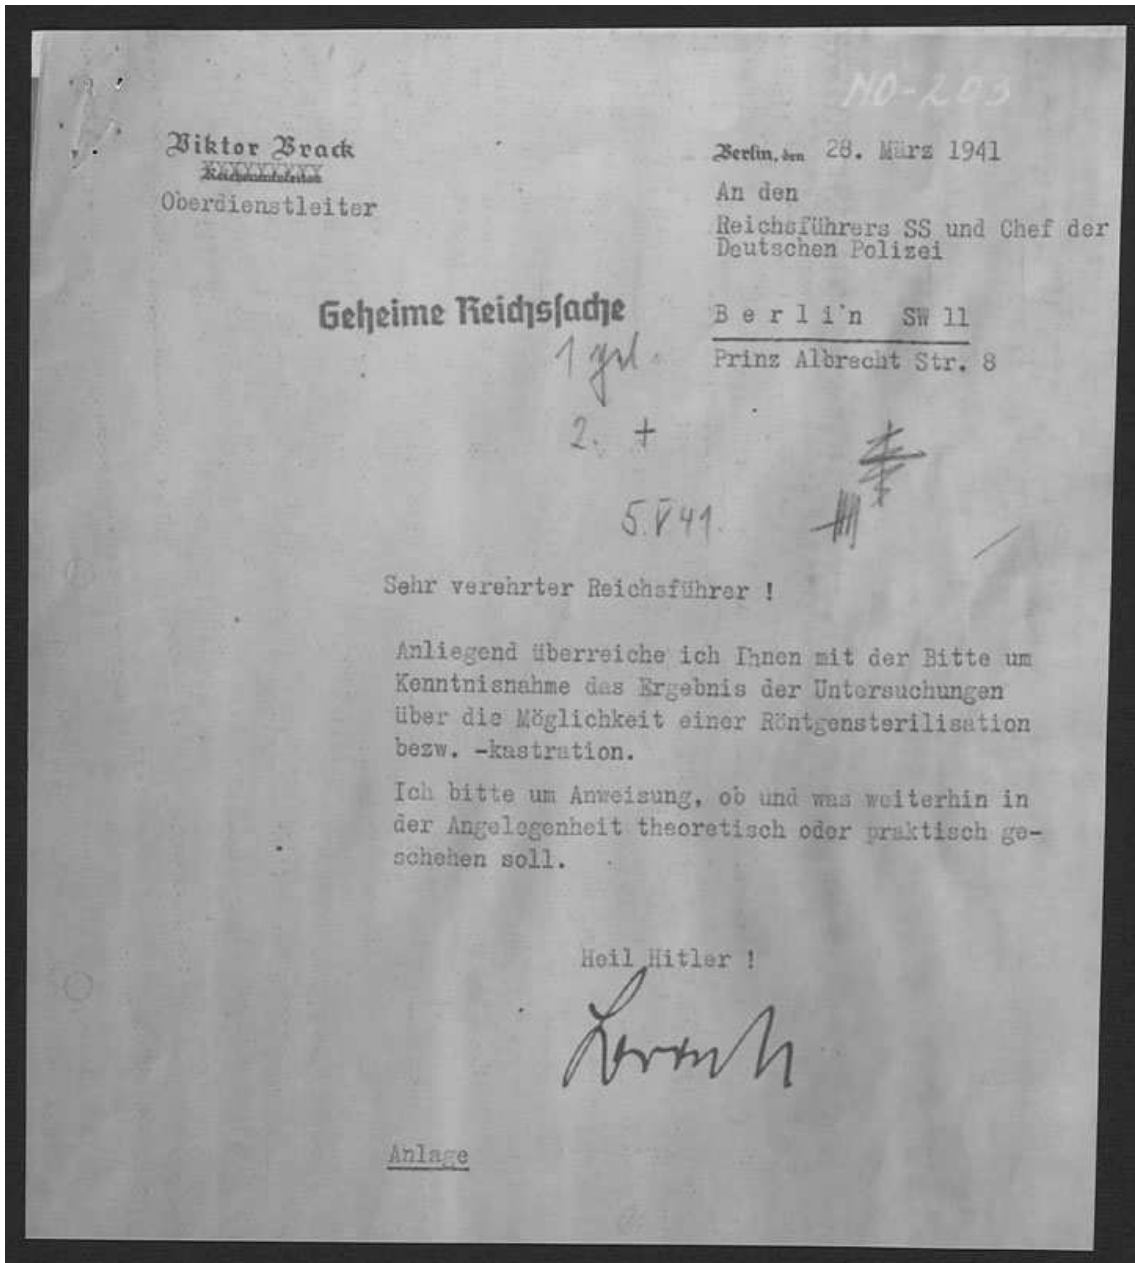 NO-203
Viktor Brack
Oberdienstleiter
Berlin, den 28. März 1941
An den
Reichsführers SS und Chef der
Deutschen Polizei
Geheime Reichssache
B e r l i n SW 11
Prinz Albrecht Str. 8
1
2. +
5.V 41.
Sehr verehrter Reichsführer !
Anliegend überreiche ich Ihnen mit der Bitte um
Kenntnisnahme das Ergebnis der Untersuchungen
über die Möglichkeit einer Röntgensterilisation
bezw. -kastration.
Ich bitte um Anweisung, ob und was weiterhin in
der Angelegenheit theoretisch oder praktisch ge-
schehen soll.
Heil Hitler !
Anlage